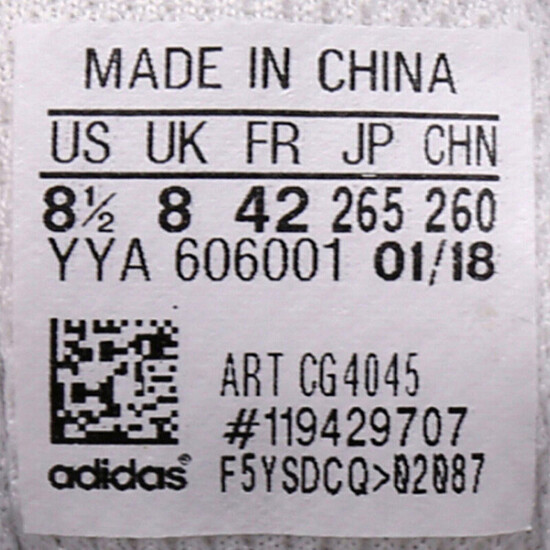 MADE IN CHINA
US UK FR JP CHN
8½ 8 42 265 260
YYA 606001 01/18
ART CG4045
#119429707
adidas® F5YSDCQ>02087